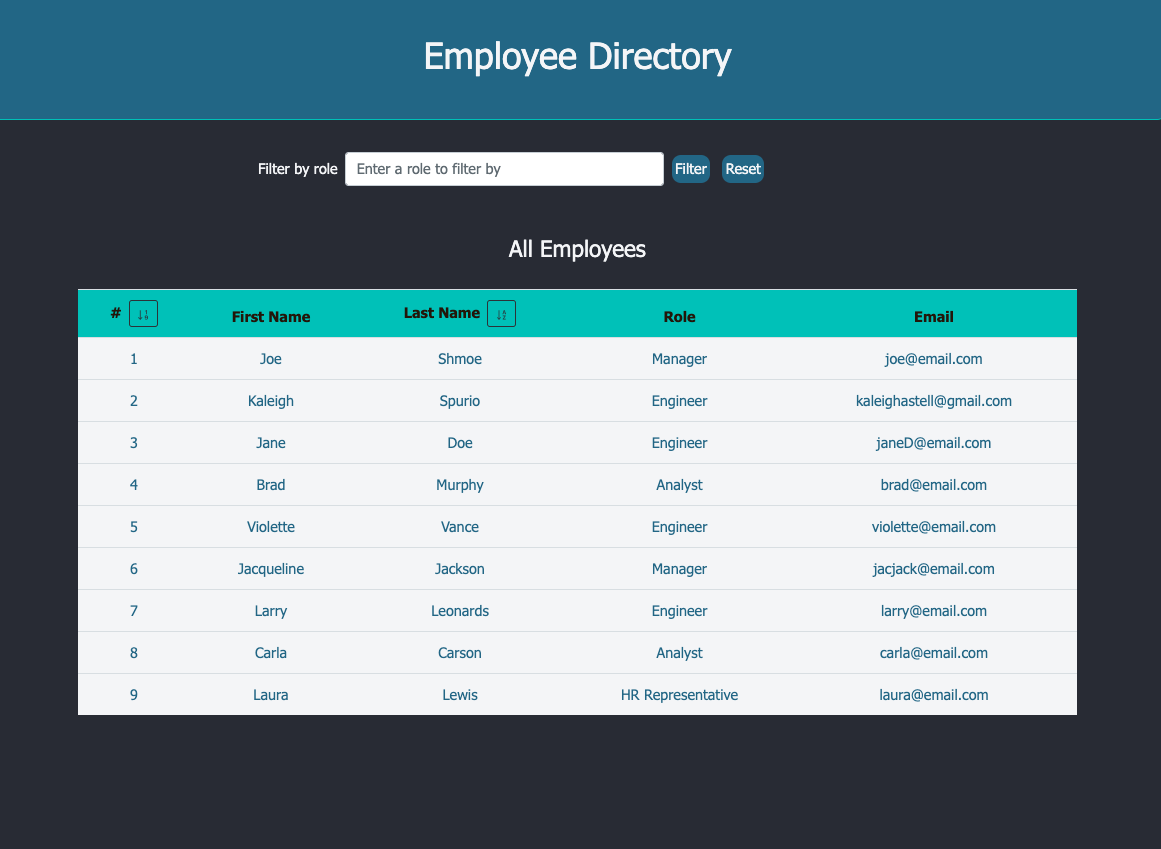 Employee Directory
Filter by role Enter a role to filter by Filter Reset
All Employees
# First Name Last Name Role Email
1 Joe Shmoe Manager joe@email.com
2 Kaleigh Spurio Engineer kaleighastell@gmail.com
3 Jane Doe Engineer janeD@email.com
4 Brad Murphy Analyst brad@email.com
5 Violette Vance Engineer violette@email.com
6 Jacqueline Jackson Manager jacjack@email.com
7 Larry Leonards Engineer larry@email.com
8 Carla Carson Analyst carla@email.com
9 Laura Lewis HR Representative laura@email.com